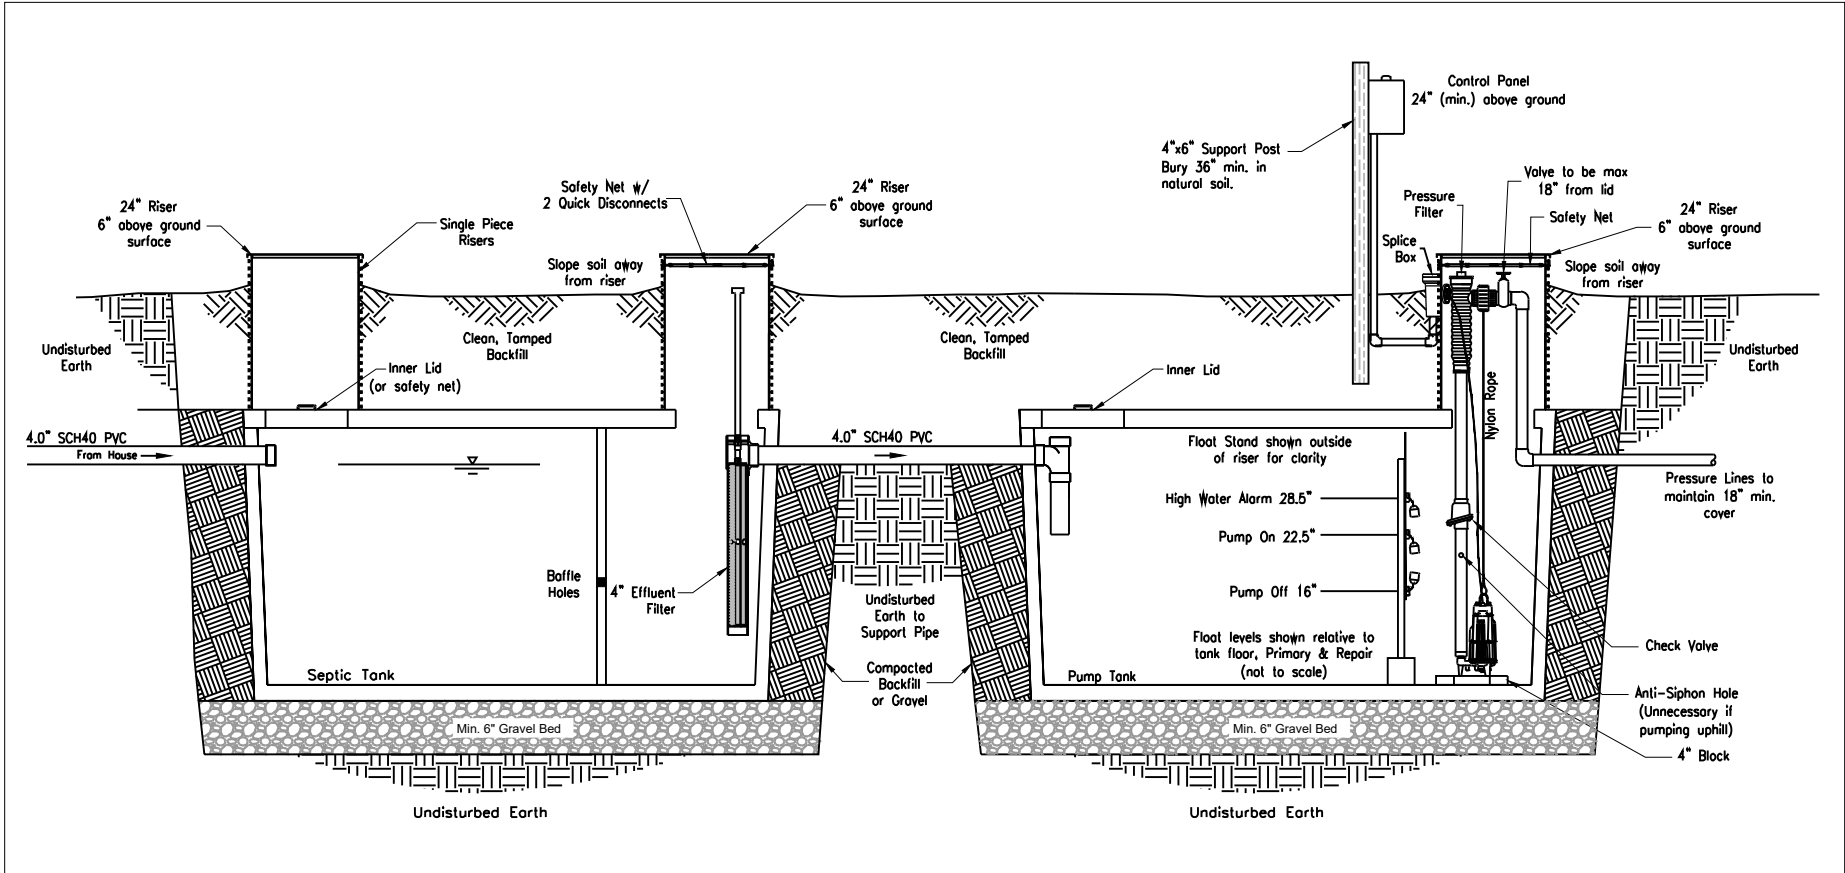 Control Panel
24" (min.) above ground
4"x6" Support Post
Bury 36" min. in
natural soil.
Valve to be max
18" from lid
Pressure
Filter
Safety Net
24" Riser
6" above ground
surface
Splice
Box
Slope soil away
from riser
24" Riser
6" above ground
surface
Single Piece
Risers
Safety Net w/
2 Quick Disconnects
24" Riser
6" above ground
surface
Slope soil away
from riser
Undisturbed
Earth
Clean, Tamped
Backfill
Clean, Tamped
Backfill
Undisturbed
Earth
Inner Lid
(or safety net)
Inner Lid
Nylon Rope
4.0" SCH40 PVC
From House
4.0" SCH40 PVC
Float Stand shown outside
of riser for clarity
High Water Alarm 28.5"
Pump On 22.5"
Pump Off 16"
Float levels shown relative to
tank floor, Primary & Repair
(not to scale)
Pressure Lines to
maintain 18" min.
cover
Baffle
Holes
4" Effluent
Filter
Undisturbed
Earth to
Support Pipe
Compacted
Backfill
or Gravel
Septic Tank
Pump Tank
Check Valve
Anti-Siphon Hole
(Unnecessary if
pumping uphill)
4" Block
Min. 6" Gravel Bed
Min. 6" Gravel Bed
Undisturbed Earth
Undisturbed Earth